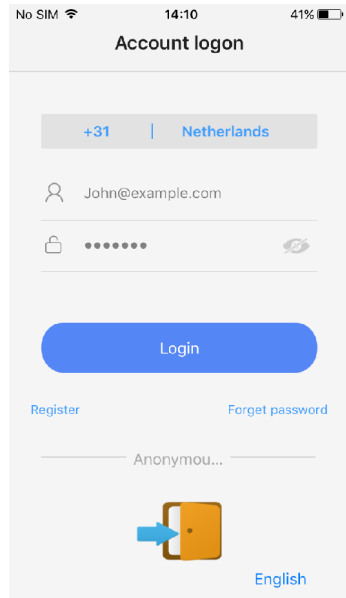 No SIM 14:10 41%
Account logon
+31 | Netherlands
John@example.com
•••••••
Login
Register Forget password
Anonymou...
English